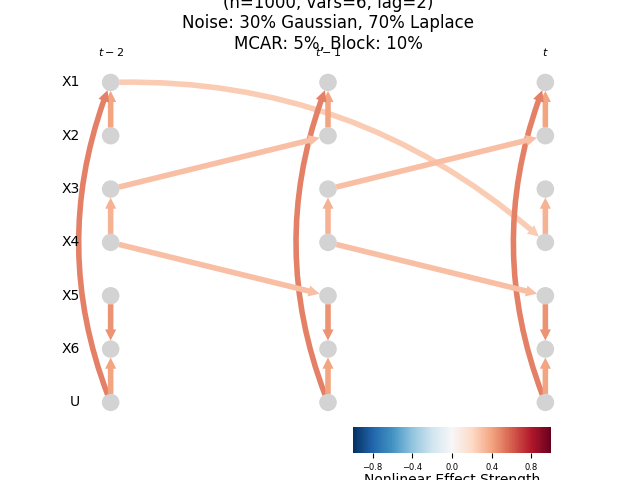 (n=1000, vars=6, lag=2)
Noise: 30% Gaussian, 70% Laplace
MCAR: 5%, Block: 10%
t − 2
t − 1
t
X1
X2
X3
X4
X5
X6
U
−0.8 −0.4 0.0 0.4 0.8
Nonlinear Effect Strength